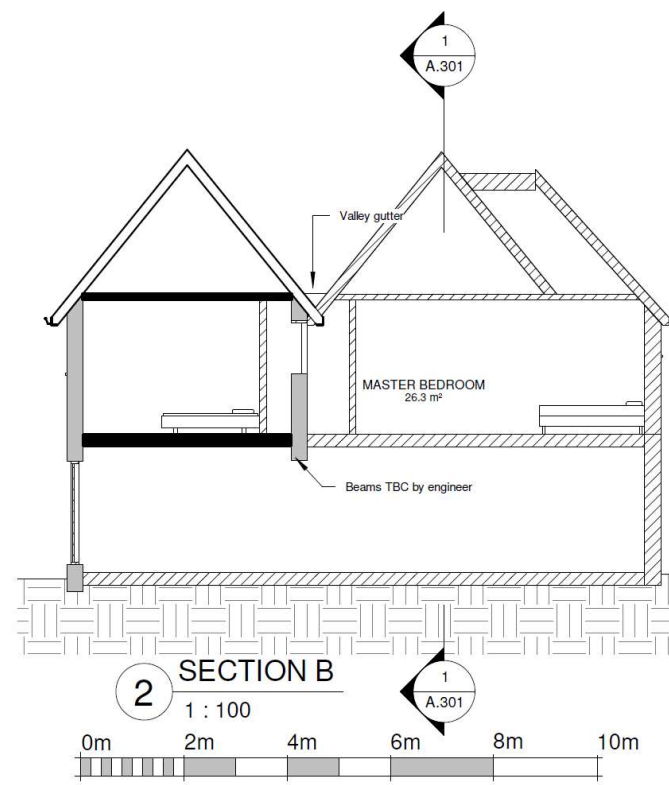 1
A.301
Valley gutter
MASTER BEDROOM
26.3 m²
Beams TBC by engineer
2
SECTION B
1 : 100
1
A.301
0m 2m 4m 6m 8m 10m